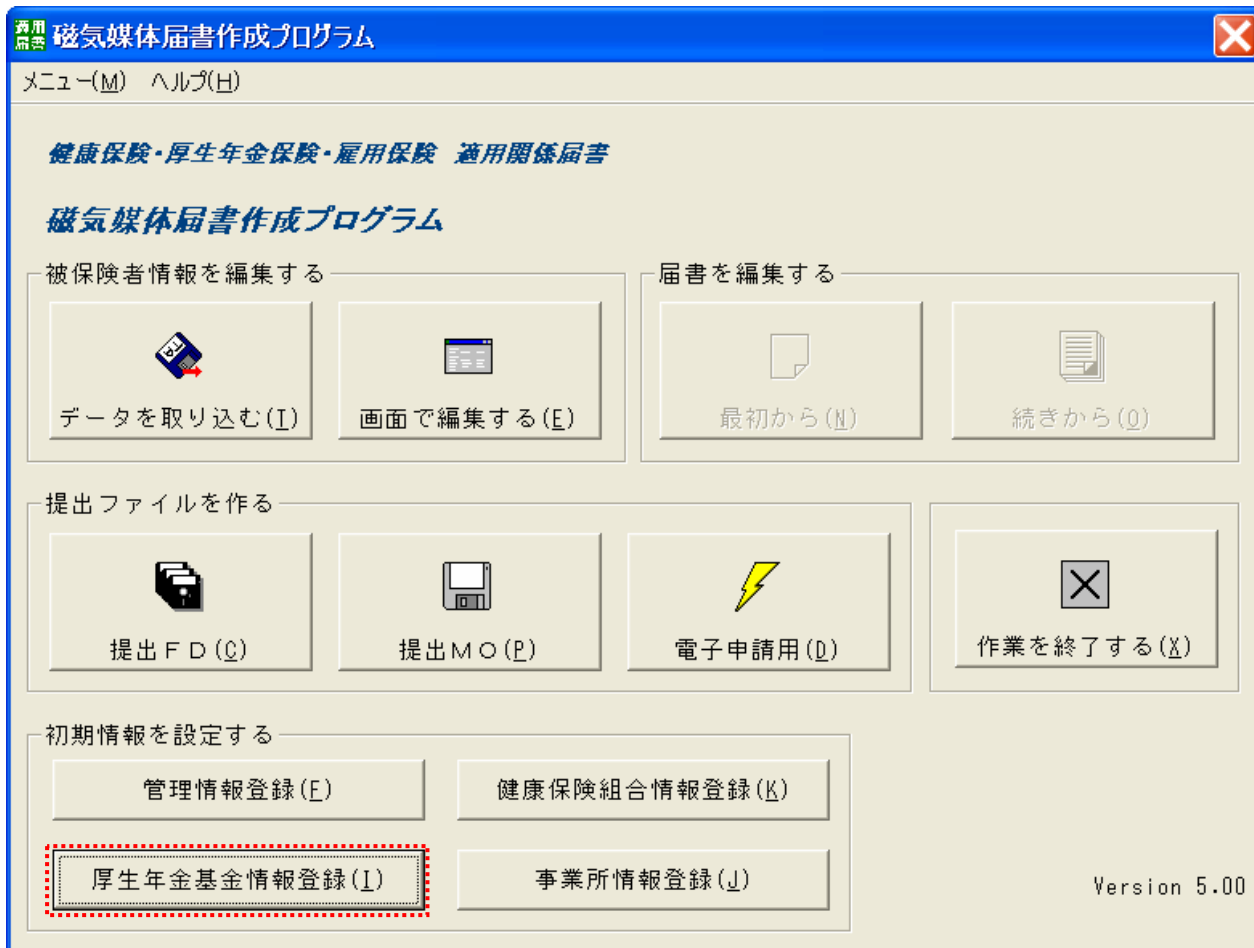 磁気媒体届書作成プログラム
メニュー(M) ヘルプ(H)
健康保険・厚生年金保険・雇用保険 適用関係届書
磁気媒体届書作成プログラム
被保険者情報を編集する
データを取り込む(T)
画面で編集する(E)
届書を編集する
最初から(N)
続きから(O)
提出ファイルを作る
提出ＦＤ(C)
提出ＭＯ(P)
電子申請用(D)
作業を終了する(X)
初期情報を設定する
管理情報登録(F)
健康保険組合情報登録(K)
厚生年金基金情報登録(I)
事業所情報登録(J)
Version 5.00